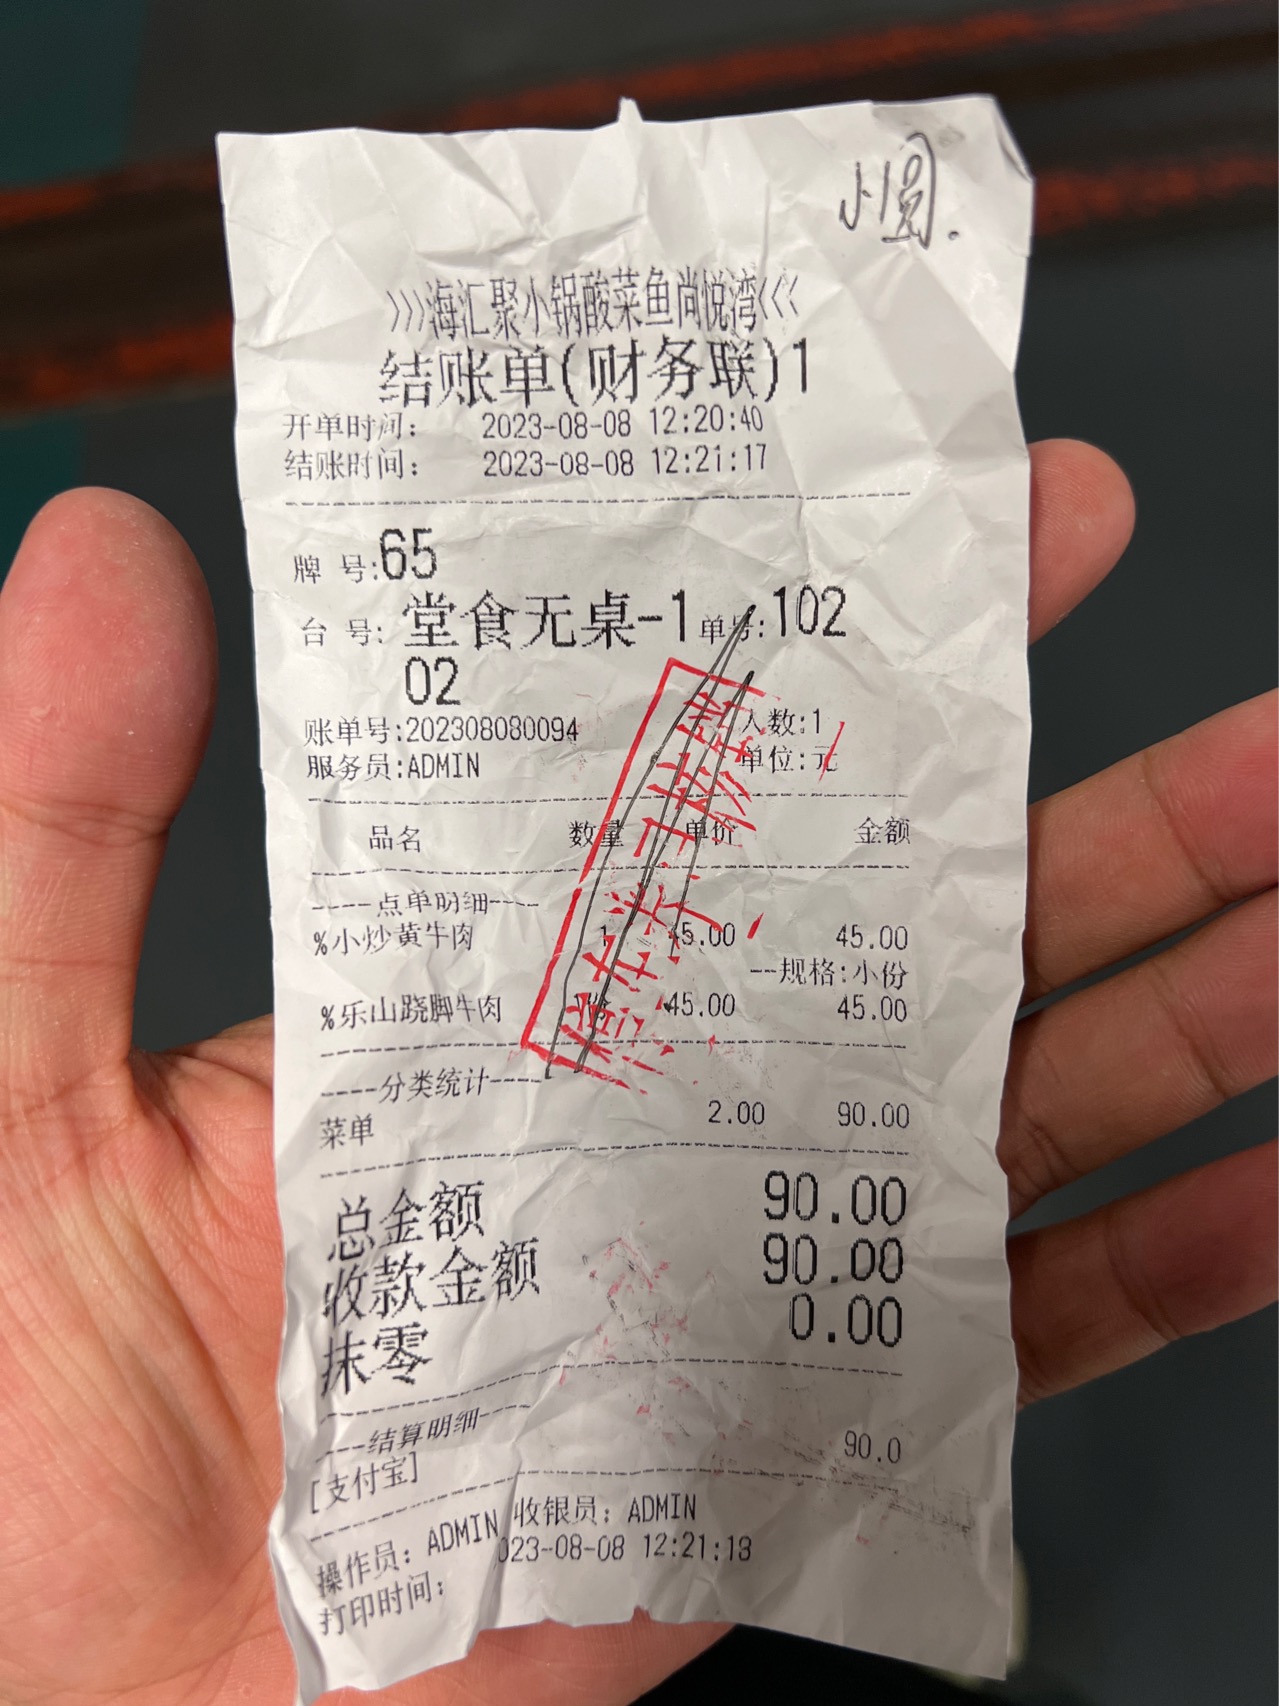 小圆.
>>>海汇聚小锅酸菜鱼尚悦湾<<<
结账单(财务联)1
开单时间: 2023-08-08 12:20:40
结账时间: 2023-08-08 12:21:17
牌 号:65
台 号: 堂食无桌-1 单号:102
02
账单号:202308080094 人数:1
服务员:ADMIN 单位:元
品名 数量 单价 金额
----点单明细----
%小炒黄牛肉 1 45.00 45.00
--规格:小份
%乐山跷脚牛肉 1份 45.00 45.00
----分类统计----
菜单 2.00 90.00
总金额 90.00
收款金额 90.00
抹零 0.00
----结算明细----
[支付宝] 90.0
操作员: ADMIN 收银员: ADMIN
打印时间: 023-08-08 12:21:18